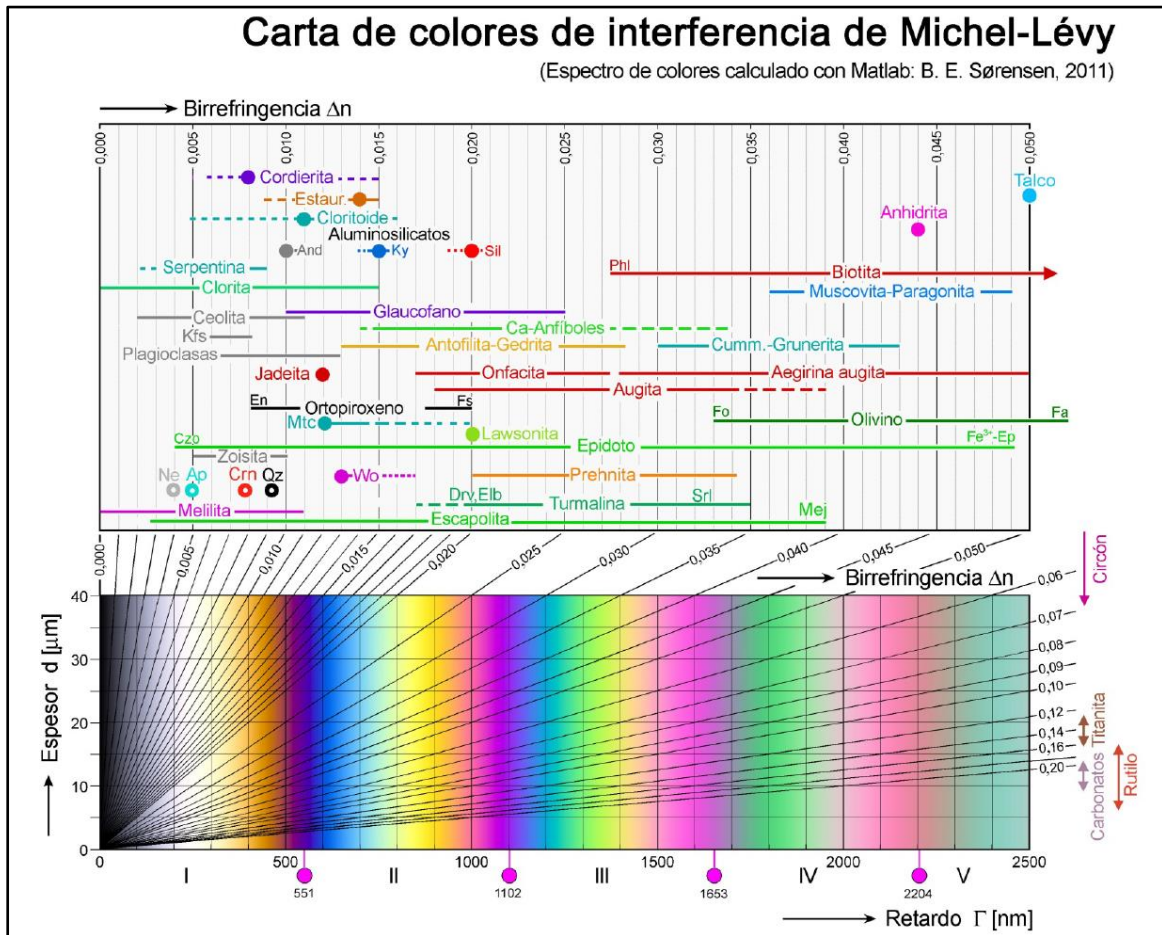 Carta de colores de interferencia de Michel-Lévy
(Espectro de colores calculado con Matlab: B. E. Sørensen, 2011)
Birrefringencia Δn
0,000 0,005 0,010 0,015 0,020 0,025 0,030 0,035 0,040 0,045 0,050
Cordierita
Talco
Estaur.
Anhidrita
Cloritoide
Aluminosilicatos
And Ky Sil
Serpentina Phl Biotita
Clorita Muscovita-Paragonita
Glaucofano
Ceolita Ca-Anfíboles
Kfs Antofilita-Gedrita Cumm.-Grunerita
Plagioclasas
Jadeita Onfacita Aegirina augita
Augita
En Ortopiroxeno Fs
Mtc Fo Olivino Fa
Lawsonita
Czo Epidoto Fe³⁺-Ep
Zoisita
Ne Ap Crn Qz Wo Prehnita
Drv,Elb Turmalina Srl
Melilita Escapolita Mej
0,000 0,005 0,010 0,015 0,020 0,025 0,030 0,035 0,040 0,045 0,050
Birrefringencia Δn
Circón
0,06
0,07
0,08
0,09
0,10
0,12
0,14
0,16
0,20
Titanita
Carbonatos
Rutilo
Espesor d [µm]
40
30
20
10
0
0 500 1000 1500 2000 2500
I II III IV V
551 1102 1653 2204
Retardo Γ [nm]